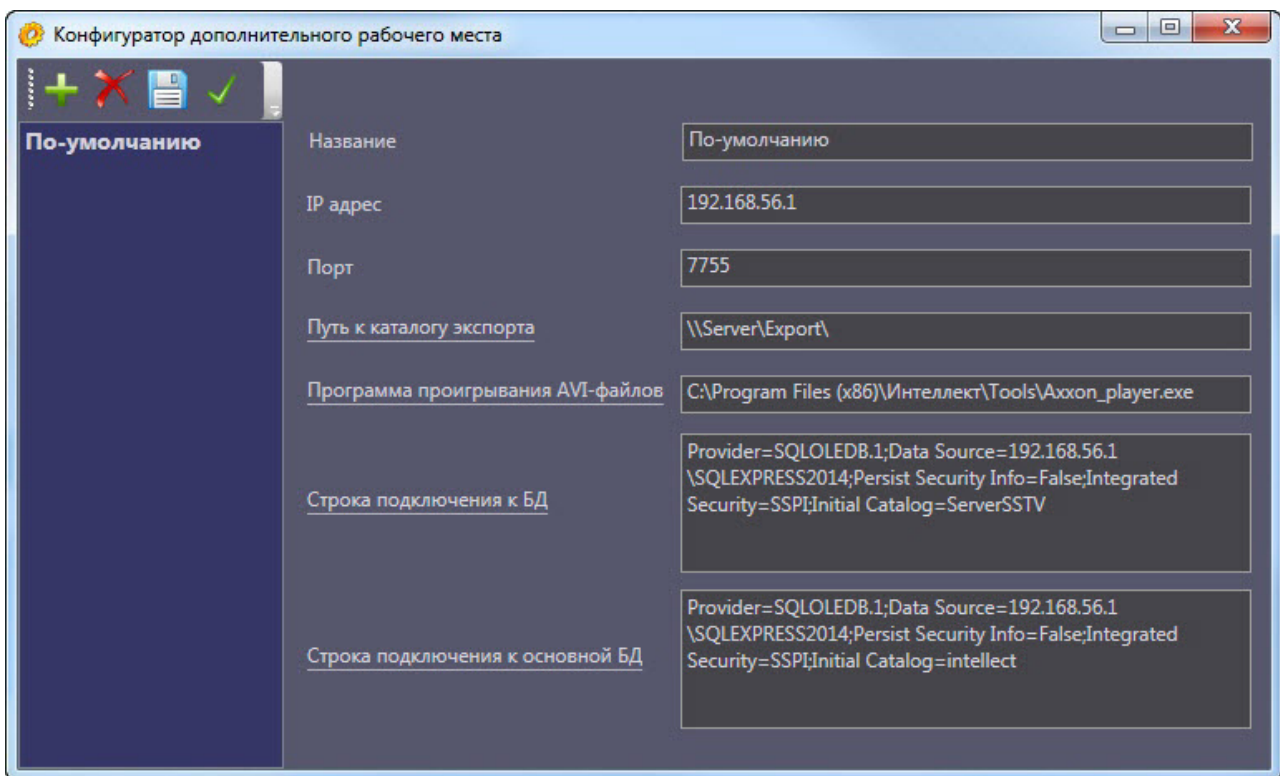 Конфигуратор дополнительного рабочего места
По-умолчанию
Название
По-умолчанию
IP адрес
192.168.56.1
Порт
7755
Путь к каталогу экспорта
\\Server\Export\
Программа проигрывания AVI-файлов
C:\Program Files (x86)\Интеллект\Tools\Axxon_player.exe
Строка подключения к БД
Provider=SQLOLEDB.1;Data Source=192.168.56.1
\SQLEXPRESS2014;Persist Security Info=False;Integrated
Security=SSPI;Initial Catalog=ServerSSTV
Строка подключения к основной БД
Provider=SQLOLEDB.1;Data Source=192.168.56.1
\SQLEXPRESS2014;Persist Security Info=False;Integrated
Security=SSPI;Initial Catalog=intellect